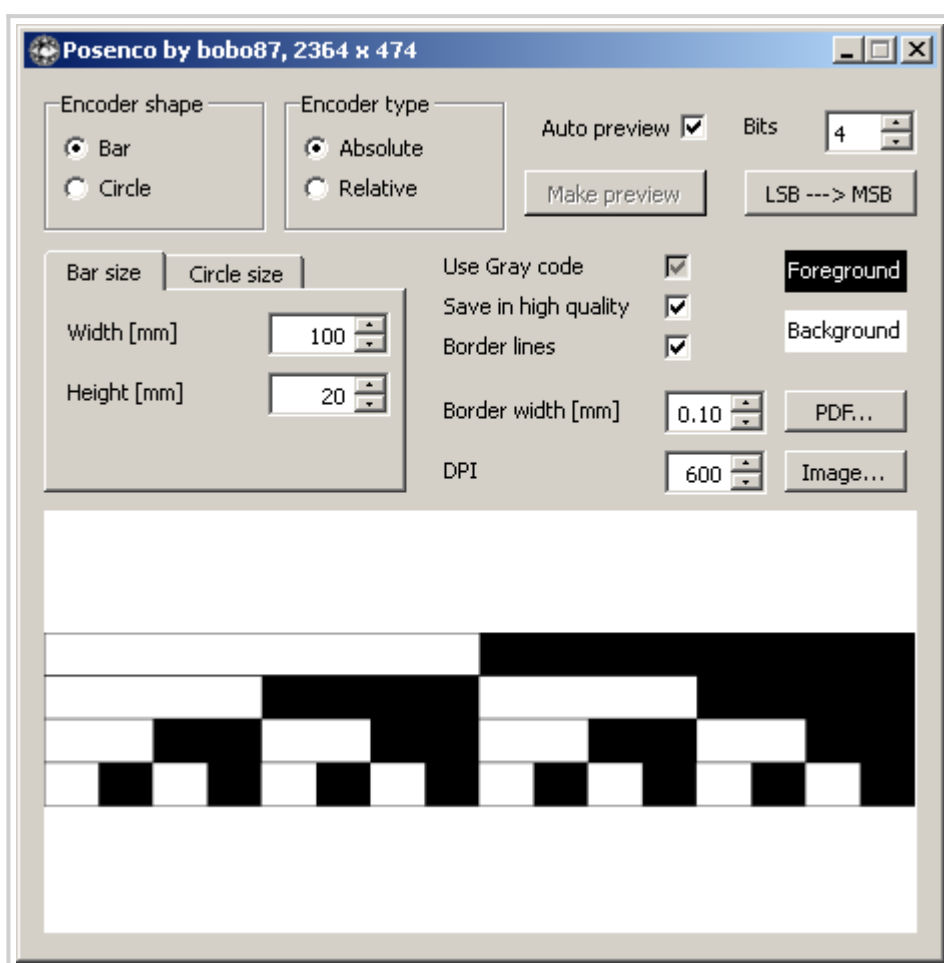 Posenco by bobo87, 2364 x 474
Encoder shape
Bar
Circle
Encoder type
Absolute
Relative
Auto preview
Bits
4
Make preview
LSB ---> MSB
Bar size
Circle size
Width [mm]
100
Height [mm]
20
Use Gray code
Save in high quality
Border lines
Foreground
Background
Border width [mm]
0.10
PDF...
DPI
600
Image...